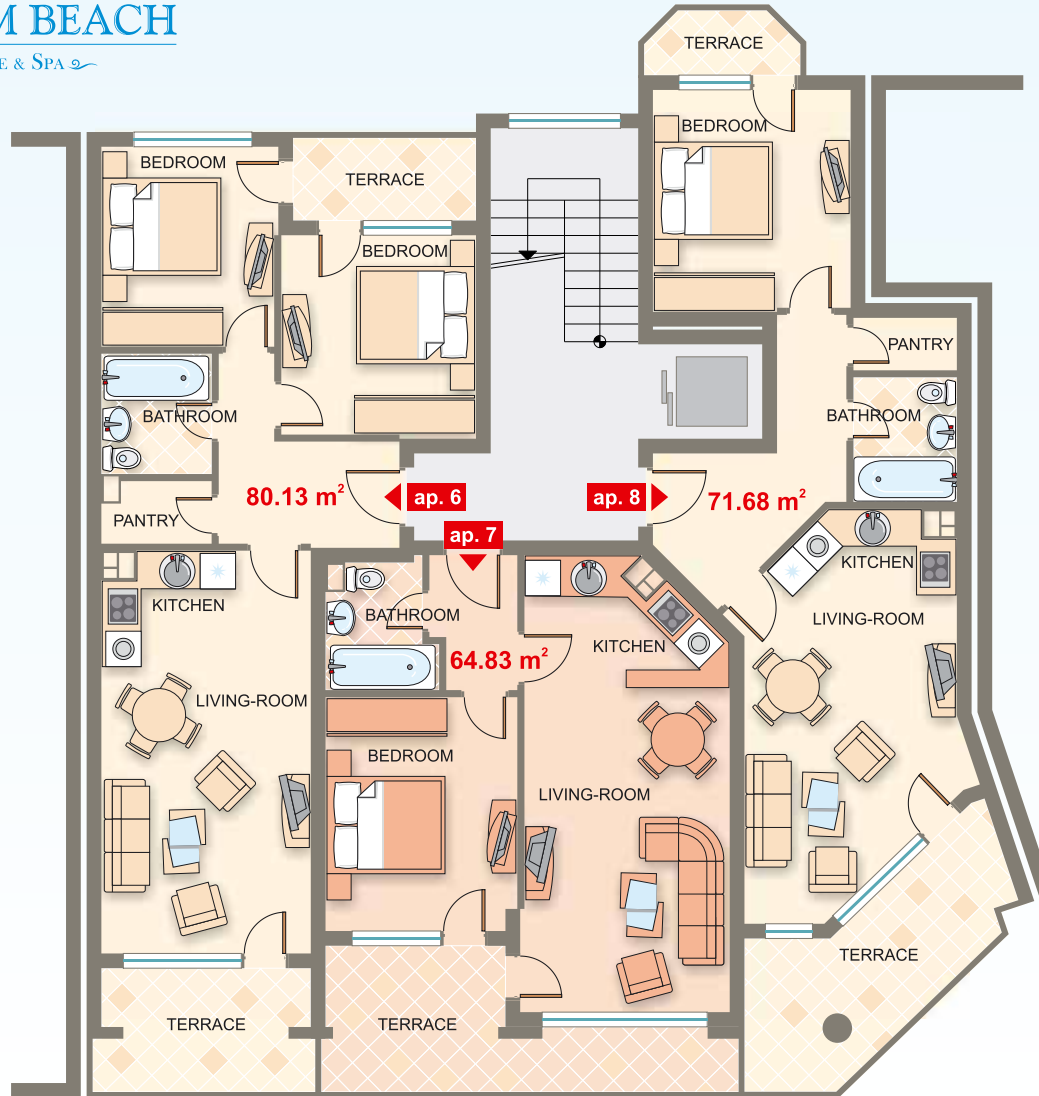 M BEACH
E & SPA
TERRACE
BEDROOM
BEDROOM
TERRACE
BEDROOM
PANTRY
BATHROOM
BATHROOM
80.13 m²
ap. 6
ap. 8
71.68 m²
PANTRY
ap. 7
KITCHEN
KITCHEN
BATHROOM
LIVING-ROOM
KITCHEN
64.83 m²
LIVING-ROOM
BEDROOM
LIVING-ROOM
TERRACE
TERRACE
TERRACE